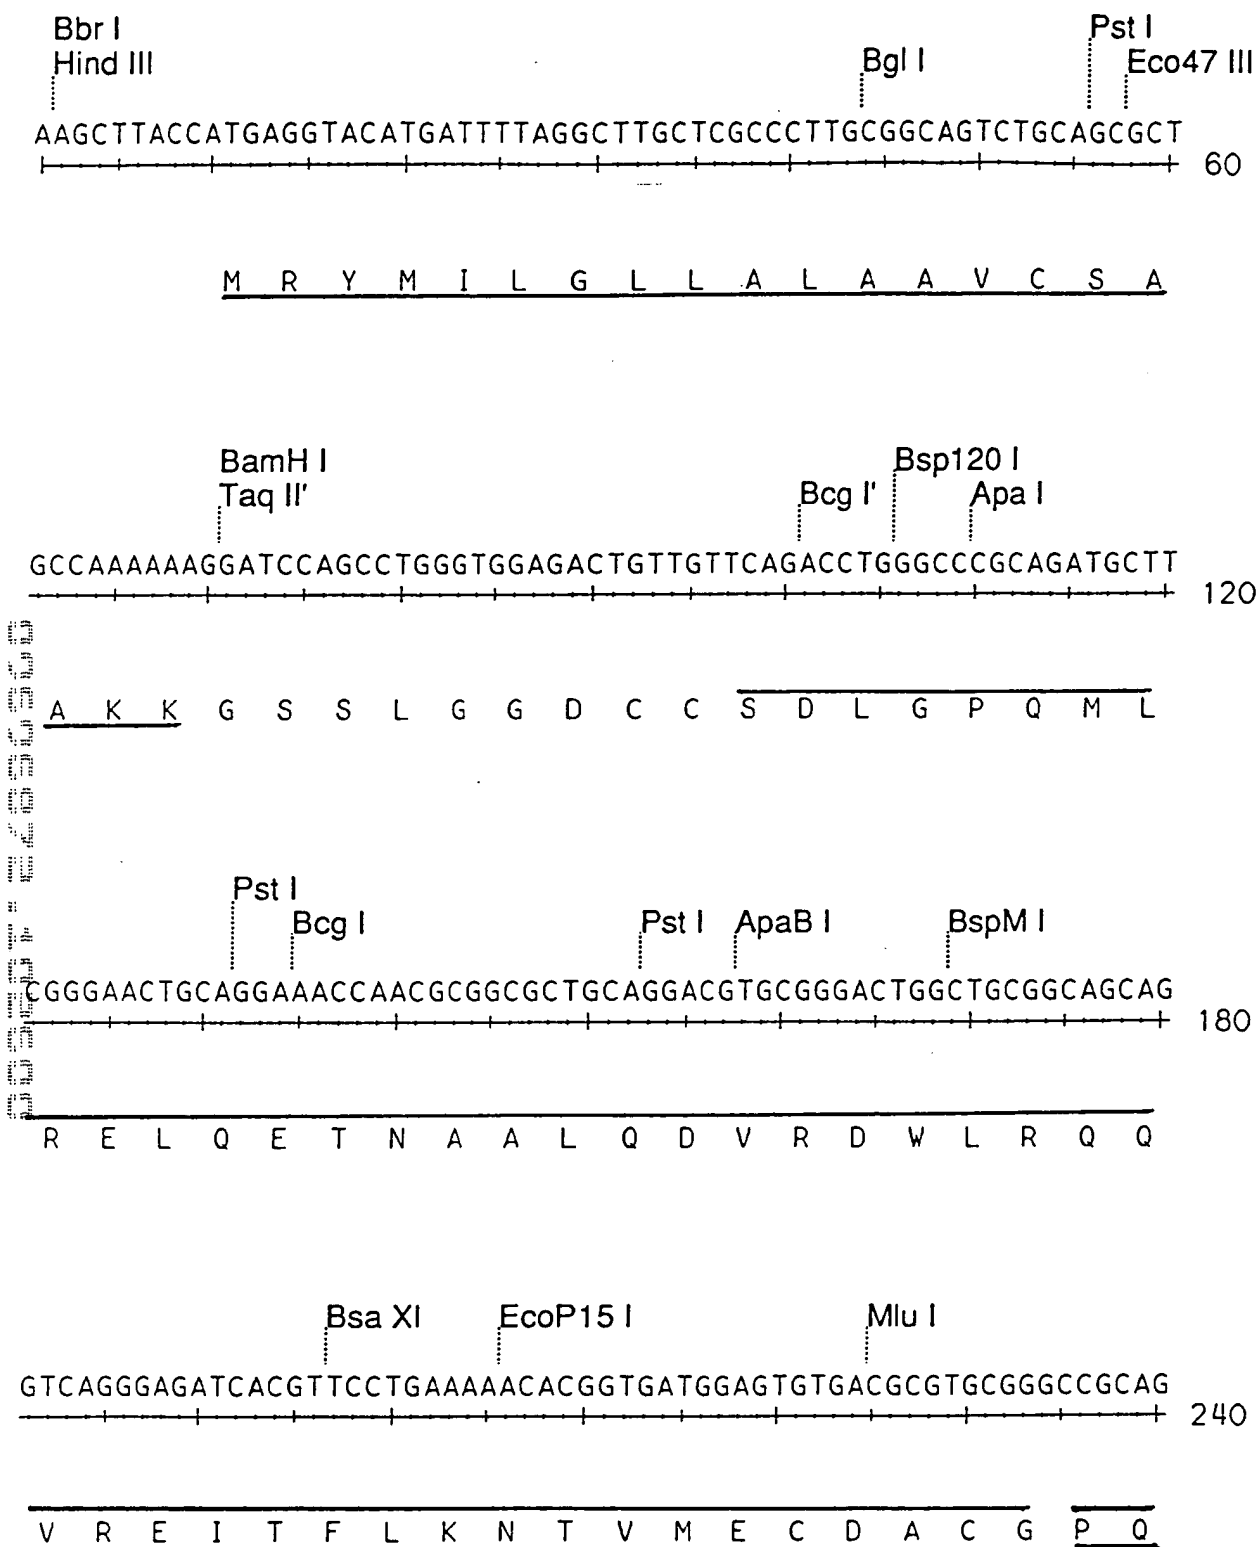 Bbr I Pst I
Hind III Bgl I Eco47 III
AAGCTTACCATGAGGTACATGATTTTAGGCTTGCTCGCCCTTGCGGCAGTCTGCAGCGCT
60
M R Y M I L G L L A L A A V C S A
BamH I Bsp120 I
Taq II' Bcg I' Apa I
GCCAAAAAAGGATCCAGCCTGGGTGGAGACTGTTGTTCAGACCTGGGCCCGCAGATGCTT
120
A K K G S S L G G D C C S D L G P Q M L
Pst I
Bcg I Pst I ApaB I BspM I
CGGGAACTGCAGGAAACCAACGCGGCGCTGCAGGACGTGCGGGACTGGCTGCGGCAGCAG
180
R E L Q E T N A A L Q D V R D W L R Q Q
Bsa XI EcoP15 I Mlu I
GTCAGGGAGATCACGTTCCTGAAAAACACGGTGATGGAGTGTGACGCGTGCGGGCCGCAG
240
V R E I T F L K N T V M E C D A C G P Q